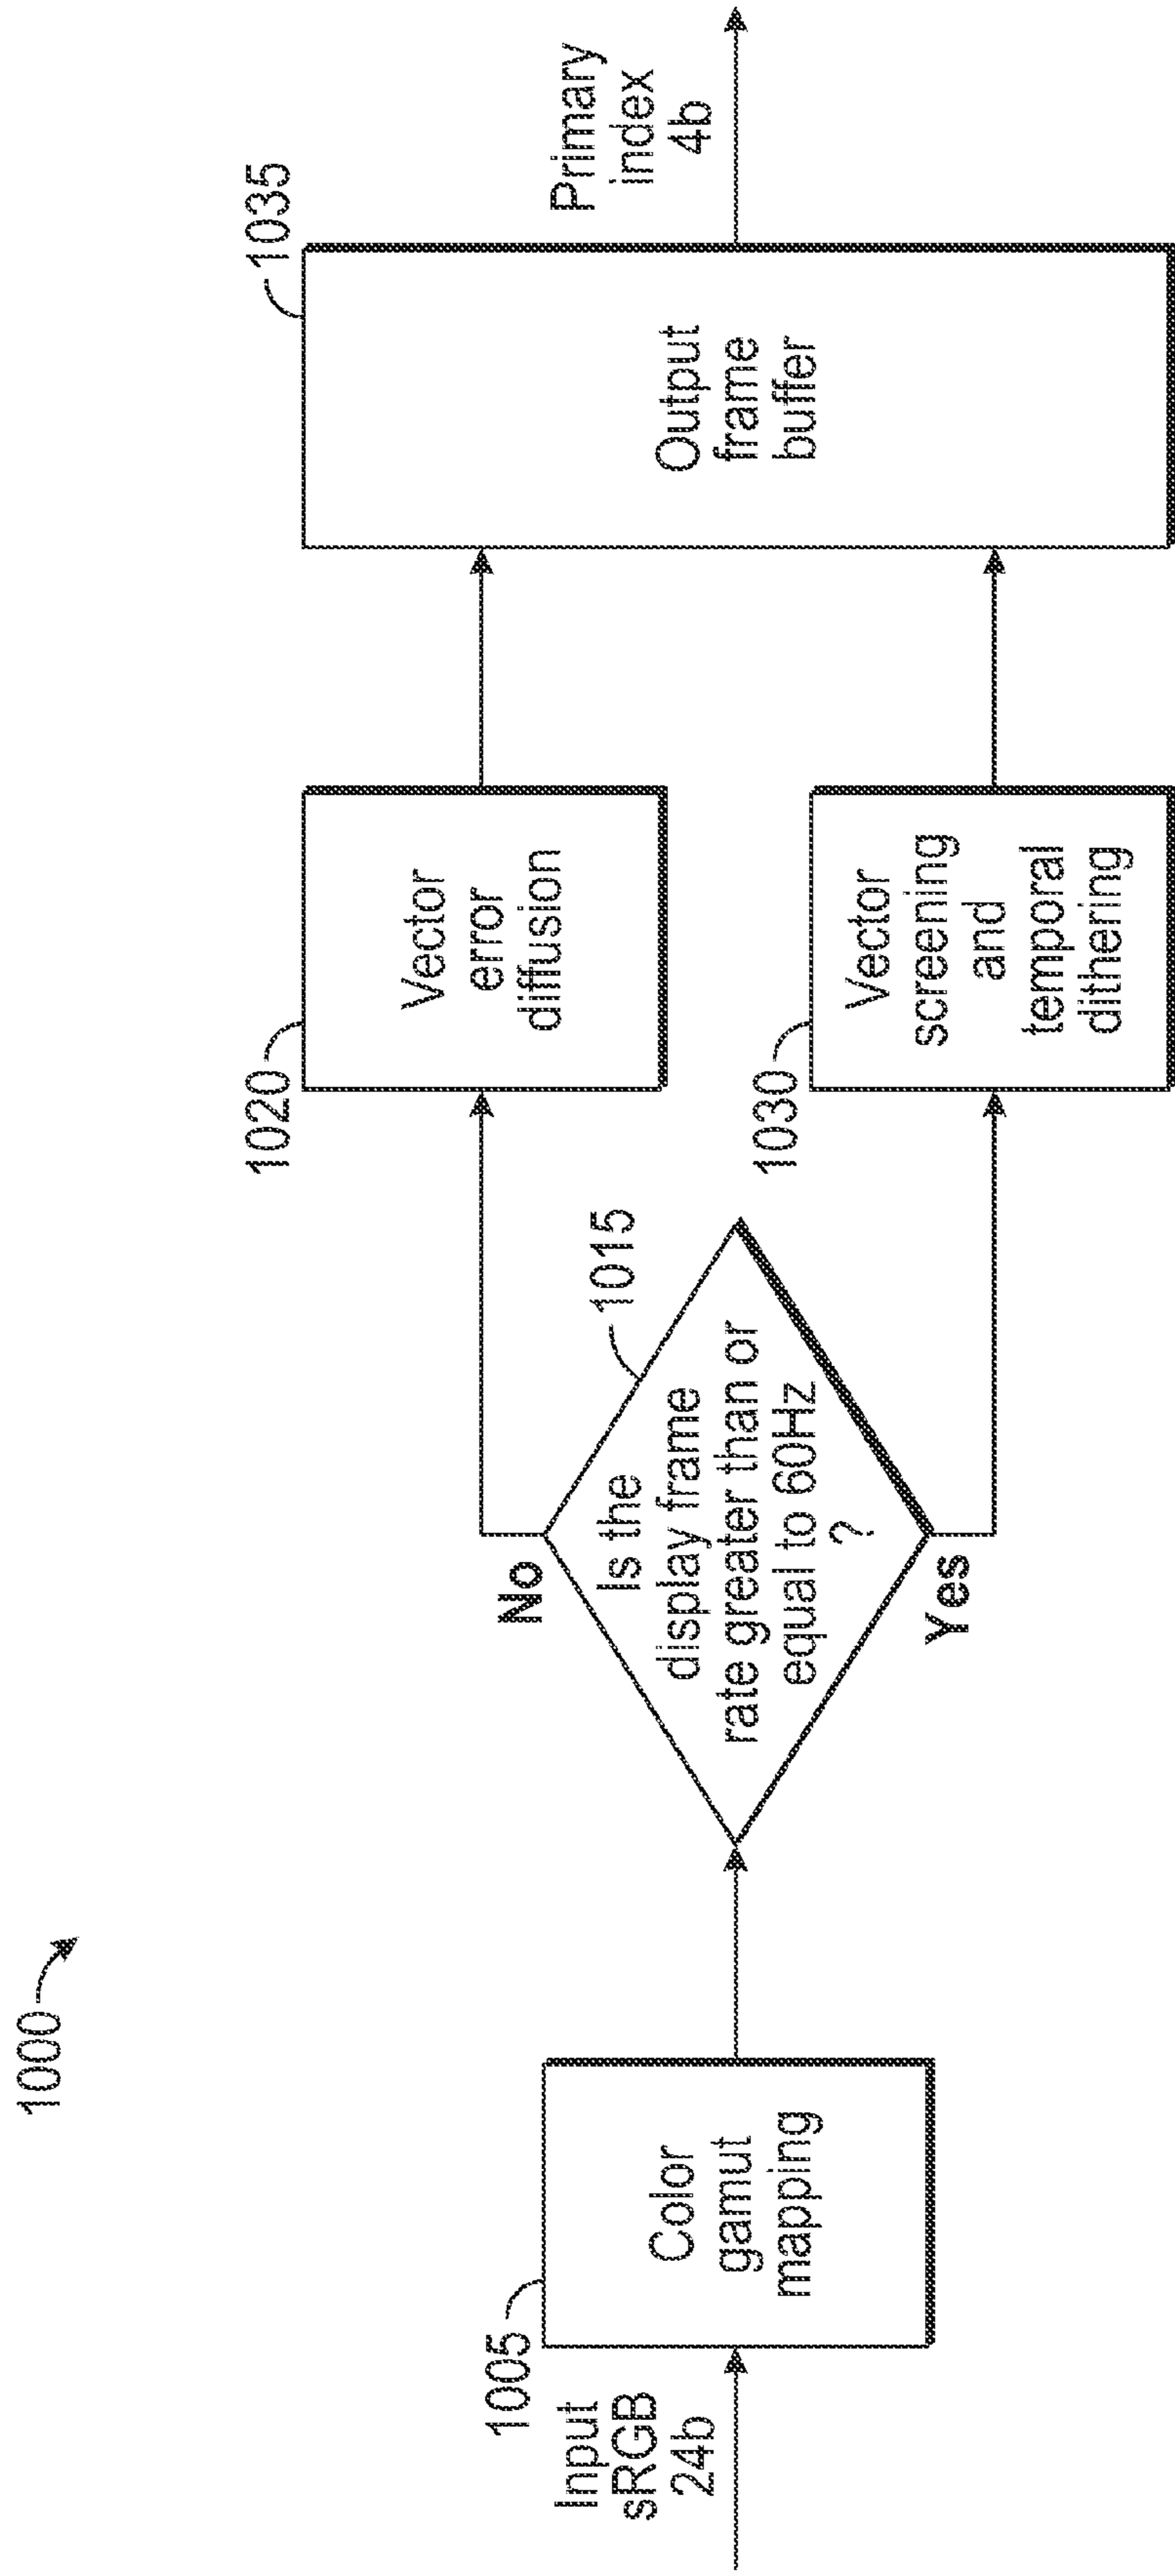 1000
Input
sRGB
24b
1005
Color
gamut
mapping
1015
Is the
display frame
rate greater than or
equal to 60Hz
?
No
Yes
1020
Vector
error
diffusion
1030
Vector
screening
and
temporal
dithering
1035
Output
frame
buffer
Primary
index
4b